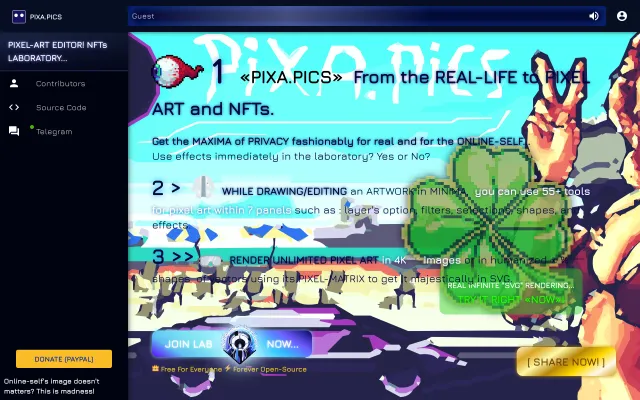 PIXA.PICS
Guest
PIXEL-ART EDITOR! NFTs
LABORATORY...
Contributors
Source Code
Telegram
DONATE (PAYPAL)
Online-self's image doesn't
matters? This is madness!
PiXa.pics
1 «PIXA.PICS» From the REAL-LIFE to PIXEL
ART and NFTs.
Get the MAXIMA of PRIVACY fashionably for real and for the ONLINE-SELF!
Use effects immediately in the laboratory? Yes or No?
2 > WHILE DRAWING/EDITING an ARTWORK in MINIMA, you can use 55+ tools
for pixel art within 7 panels such as : layer's option, filters, selections, shapes, and
effects.
3 >> RENDER UNLIMITED PIXEL ART in 4K images or in humanized
shapes, of vectors using its PIXEL-MATRIX to get it majestically in SVG.
REAL INFINITE "SVG" RENDERING...
TRY IT RIGHT «NOW»!
JOIN LAB NOW...
Free For Everyone ⚡ Forever Open-Source
[ SHARE NOW! ]